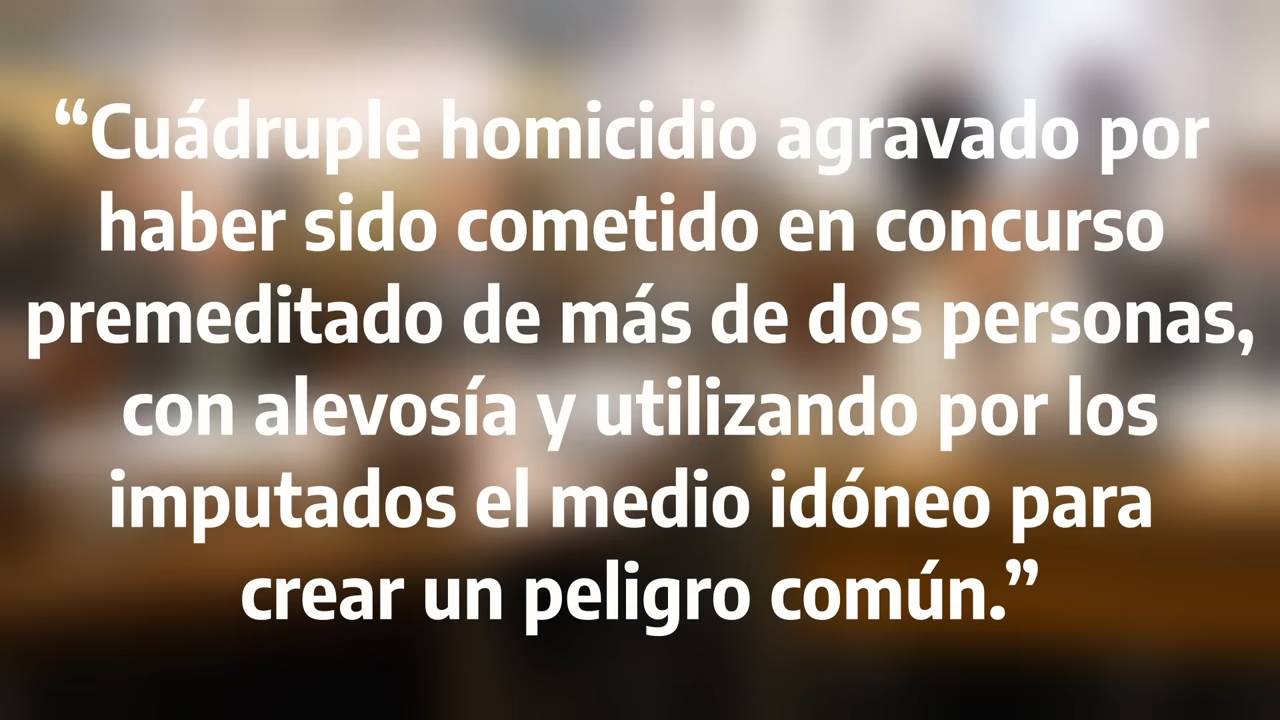 “Cuádruple homicidio agravado por
haber sido cometido en concurso
premeditado de más de dos personas,
con alevosía y utilizando por los
imputados el medio idóneo para
crear un peligro común.”